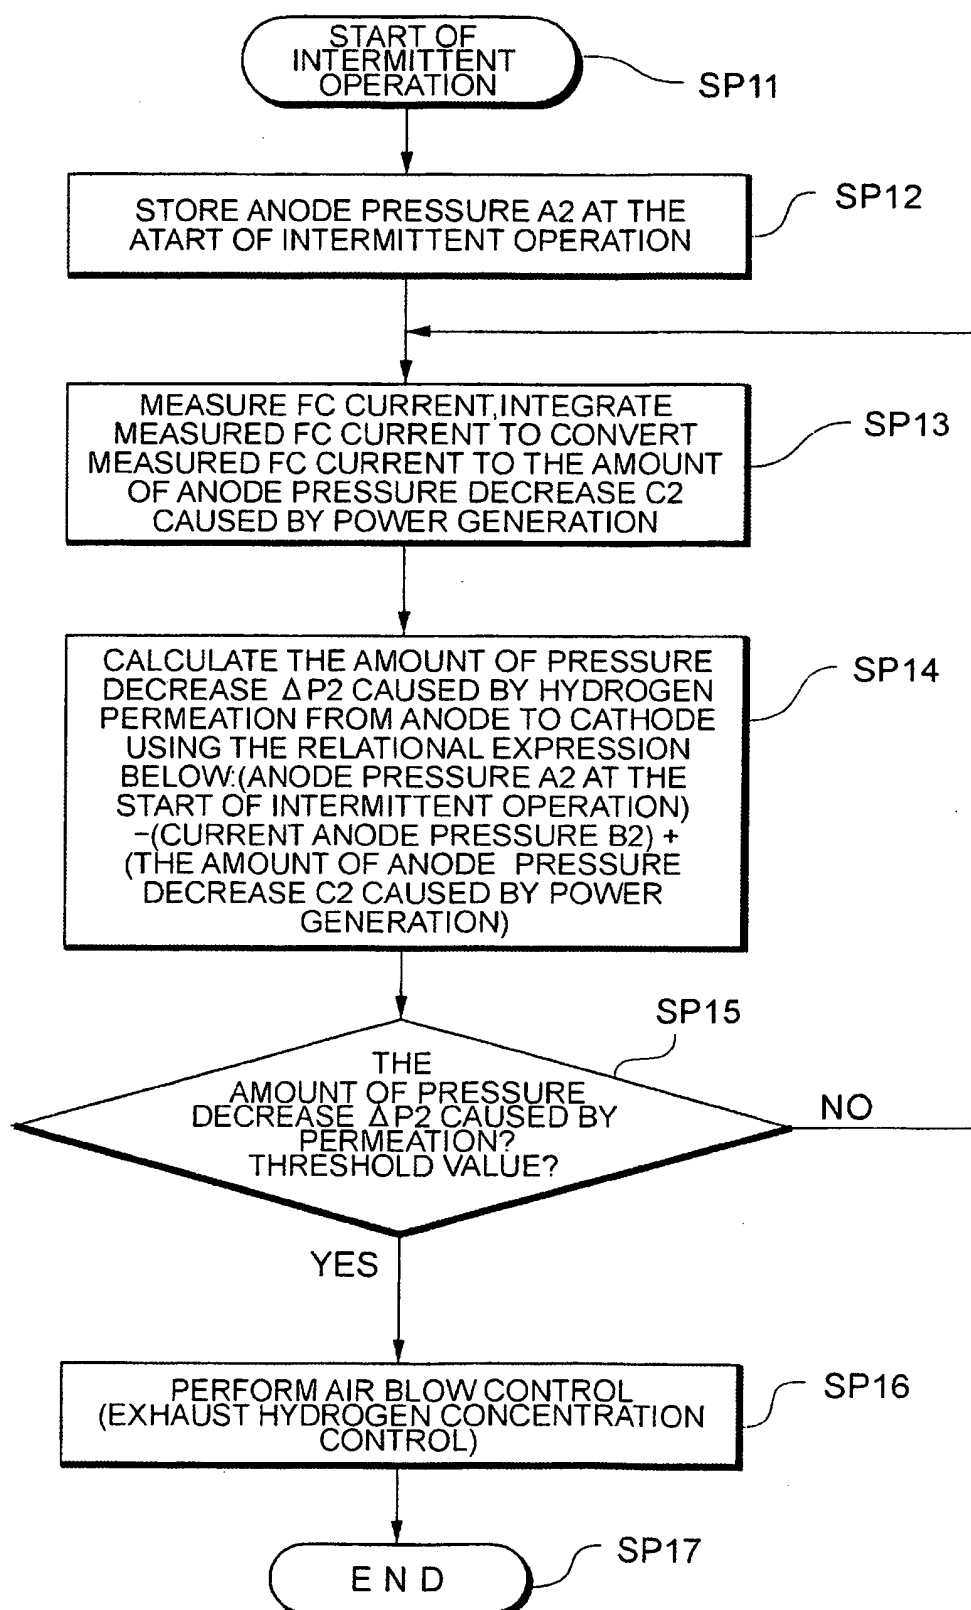 START OF
INTERMITTENT
OPERATION
SP11
STORE ANODE PRESSURE A2 AT THE
ATART OF INTERMITTENT OPERATION
SP12
MEASURE FC CURRENT,INTEGRATE
MEASURED FC CURRENT TO CONVERT
MEASURED FC CURRENT TO THE AMOUNT
OF ANODE PRESSURE DECREASE C2
CAUSED BY POWER GENERATION
SP13
CALCULATE THE AMOUNT OF PRESSURE
DECREASE ΔP2 CAUSED BY HYDROGEN
PERMEATION FROM ANODE TO CATHODE
USING THE RELATIONAL EXPRESSION
BELOW:(ANODE PRESSURE A2 AT THE
START OF INTERMITTENT OPERATION)
−(CURRENT ANODE PRESSURE B2) +
(THE AMOUNT OF ANODE PRESSURE
DECREASE C2 CAUSED BY POWER
GENERATION)
SP14
SP15
THE
AMOUNT OF PRESSURE
DECREASE ΔP2 CAUSED BY
PERMEATION?
THRESHOLD VALUE?
NO
YES
PERFORM AIR BLOW CONTROL
(EXHAUST HYDROGEN CONCENTRATION
CONTROL)
SP16
END
SP17